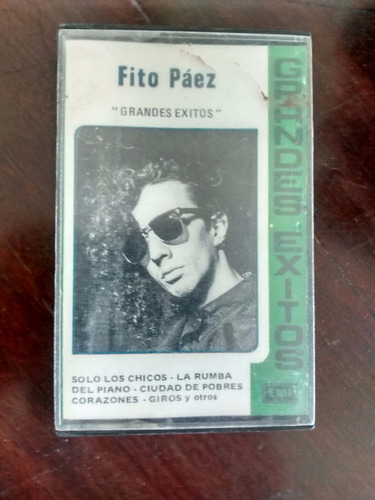 Fito Páez
"GRANDES EXITOS"
SOLO LOS CHICOS - LA RUMBA
DEL PIANO - CIUDAD DE POBRES
CORAZONES - GIROS y otros
GRANDES EXITOS
EMI